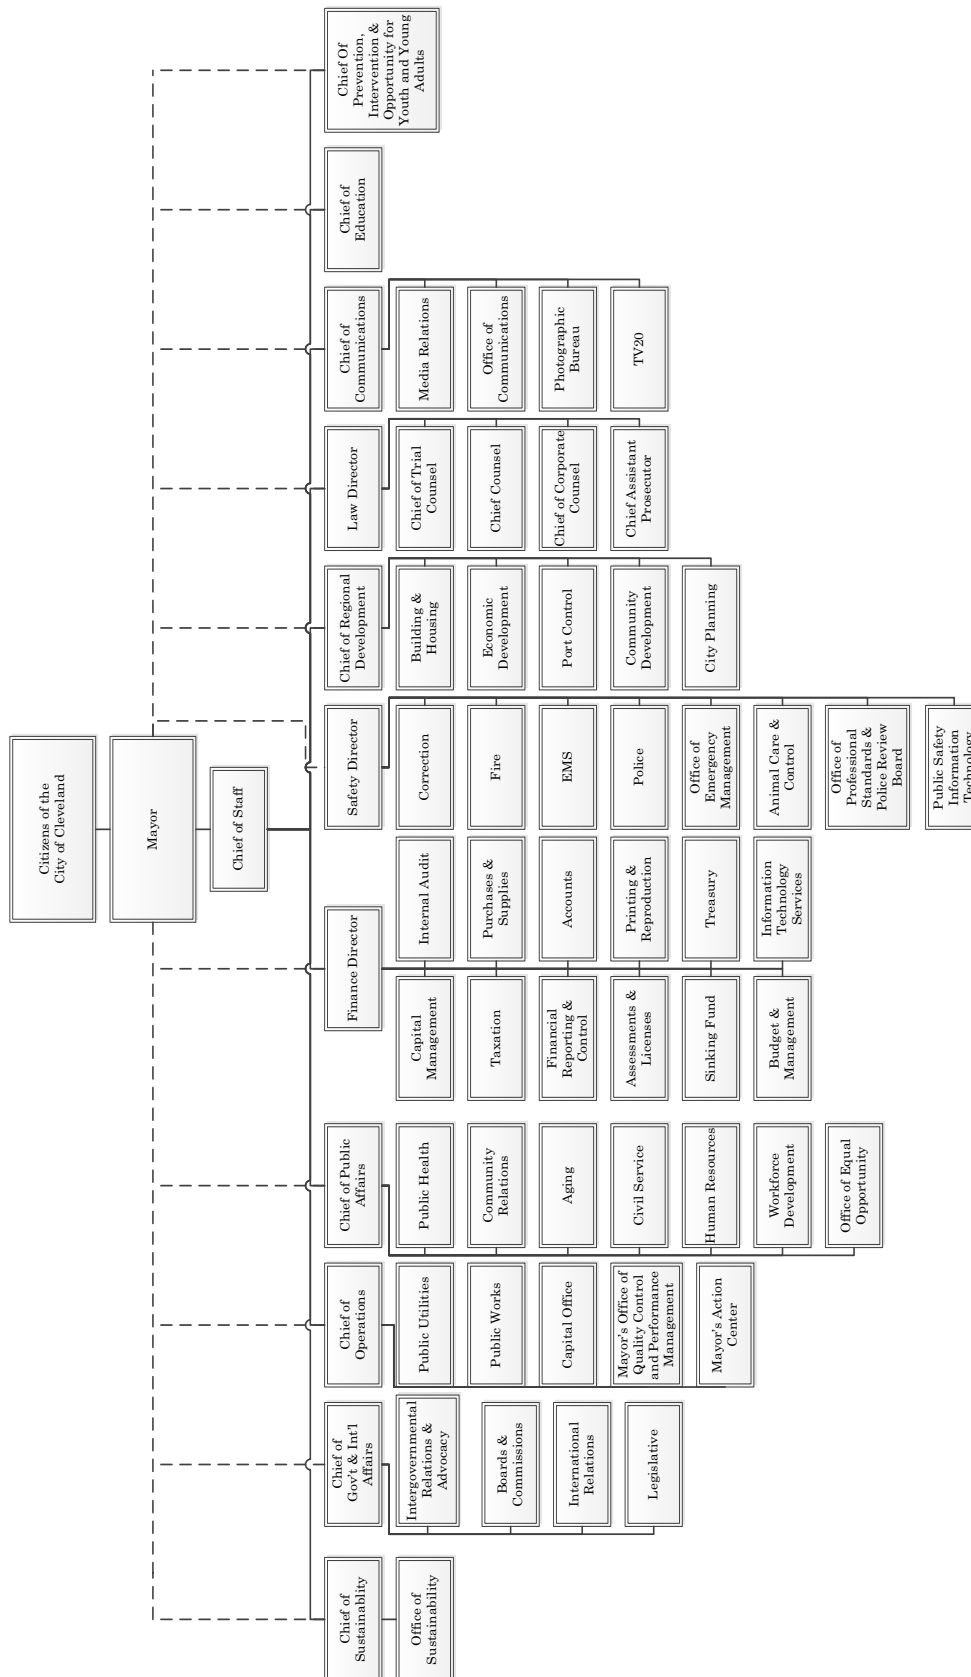 Citizens of the
City of Cleveland
Mayor
Chief of Staff
Chief of
Sustainablity
Office of
Sustainability
Chief of
Gov't & Int'l
Affairs
Intergovernmental
Relations &
Advocacy
Boards &
Commissions
International
Relations
Legislative
Chief of
Operations
Public Utilities
Public Works
Capital Office
Mayor's Office of
Quality Control
and Performance
Management
Mayor's Action
Center
Chief of Public
Affairs
Public Health
Community
Relations
Aging
Civil Service
Human Resources
Workforce
Development
Office of Equal
Opportunity
Finance Director
Capital
Management
Taxation
Financial
Reporting &
Control
Assessments &
Licenses
Sinking Fund
Budget &
Management
Internal Audit
Purchases &
Supplies
Accounts
Printing &
Reproduction
Treasury
Information
Technology
Services
Safety Director
Correction
Fire
EMS
Police
Office of
Emergency
Management
Animal Care &
Control
Office of
Professional
Standards &
Police Review
Board
Public Safety
Information
Technology
Chief of Regional
Development
Building &
Housing
Economic
Development
Port Control
Community
Development
City Planning
Law Director
Chief of Trial
Counsel
Chief Counsel
Chief of Corporate
Counsel
Chief Assistant
Prosecutor
Chief of
Communications
Media Relations
Office of
Communications
Photographic
Bureau
TV20
Chief of
Education
Chief Of
Prevention,
Intervention &
Opportunity for
Youth and Young
Adults